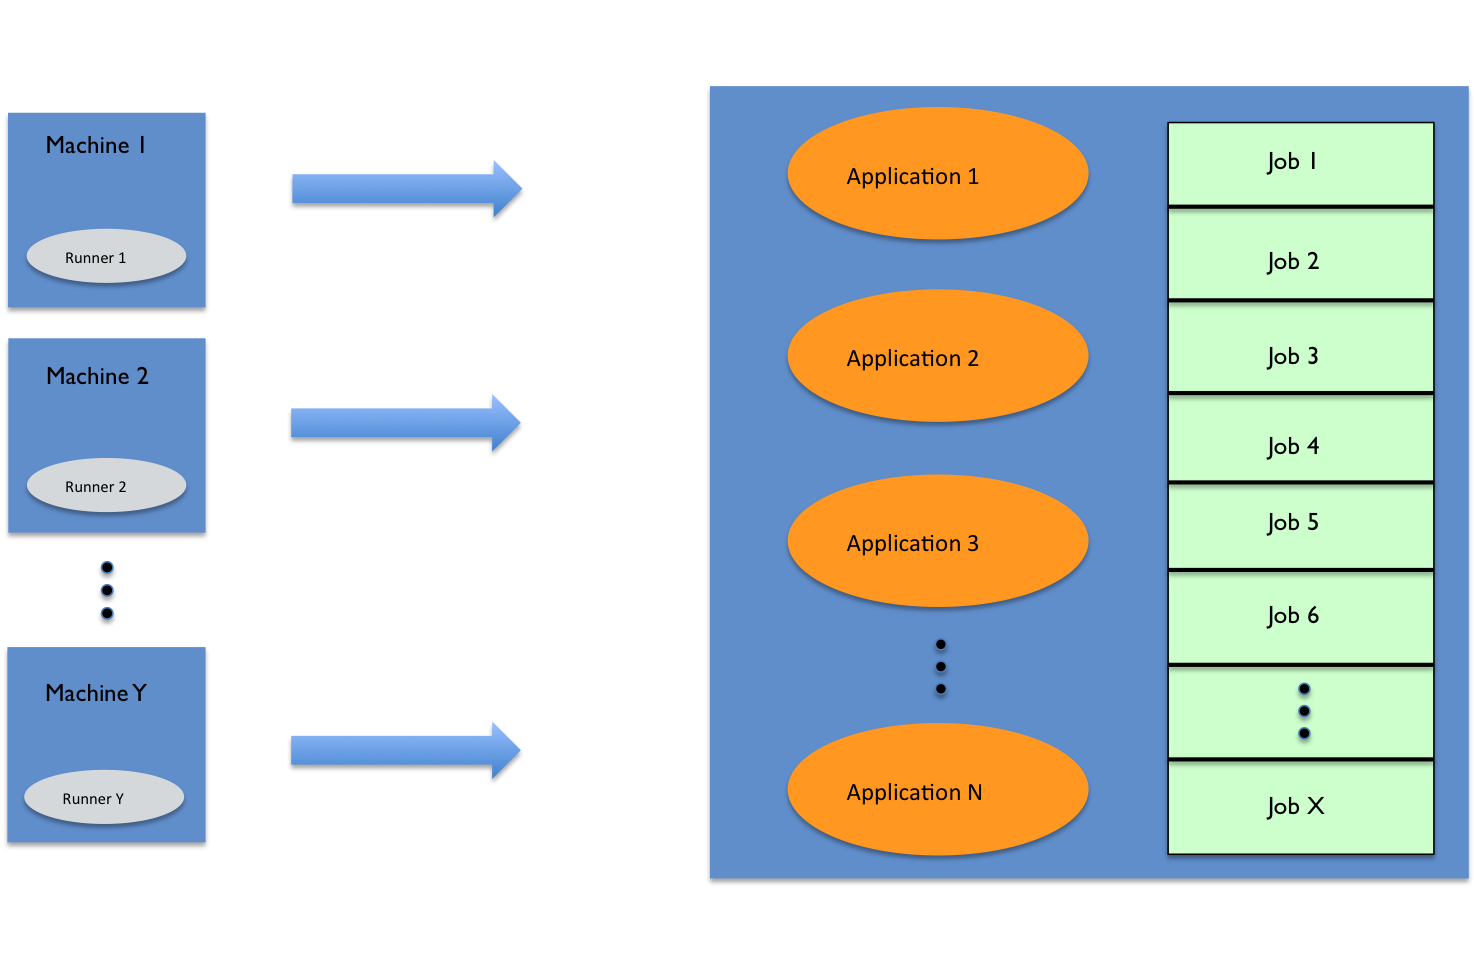 Machine 1
Runner 1
Machine 2
Runner 2
Machine Y
Runner Y
Application 1
Application 2
Application 3
Application N
Job 1
Job 2
Job 3
Job 4
Job 5
Job 6
Job X